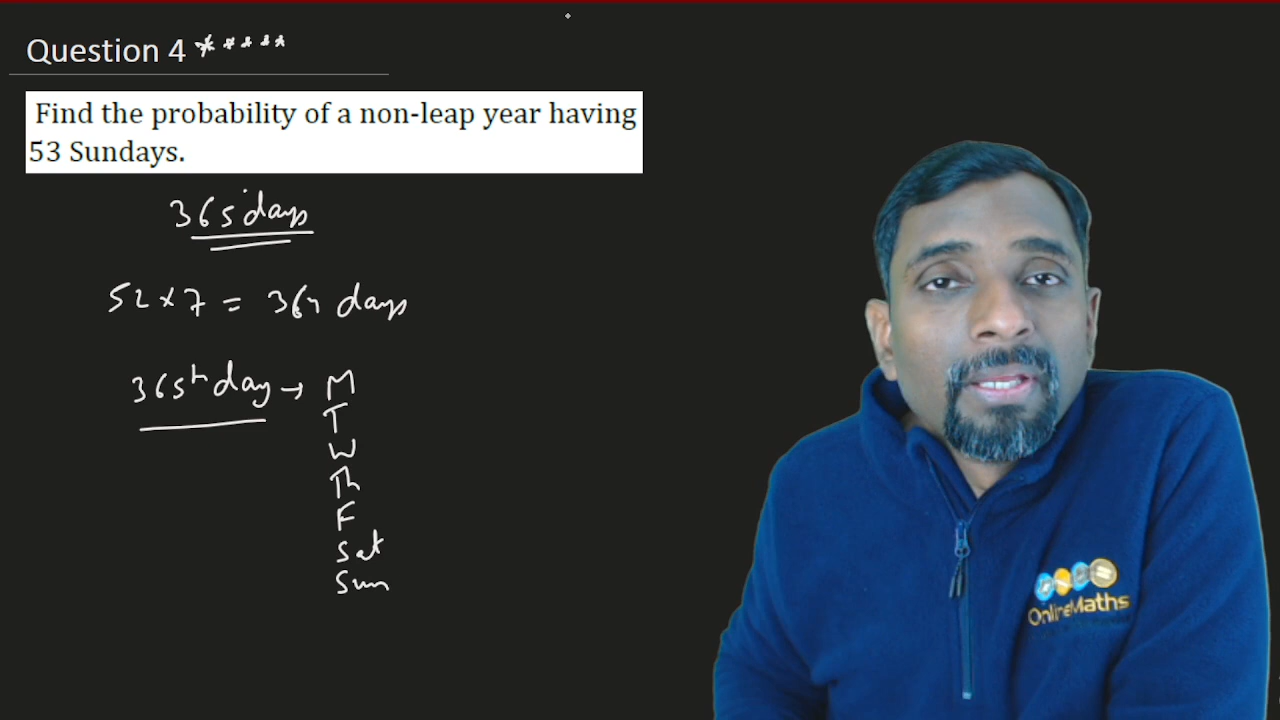 Question 4 *****
Find the probability of a non-leap year having
53 Sundays.
365 days
52 × 7 = 364 days
365th day → M
T
W
Th
F
Sat
Sun
OnlineMaths